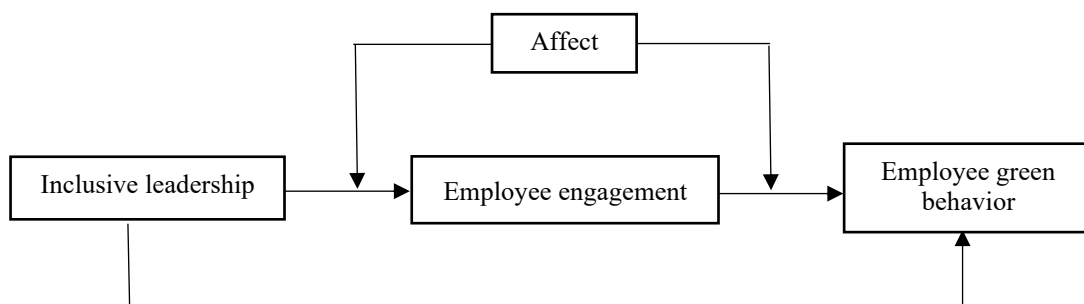 Affect
Inclusive leadership
Employee engagement
Employee green
behavior